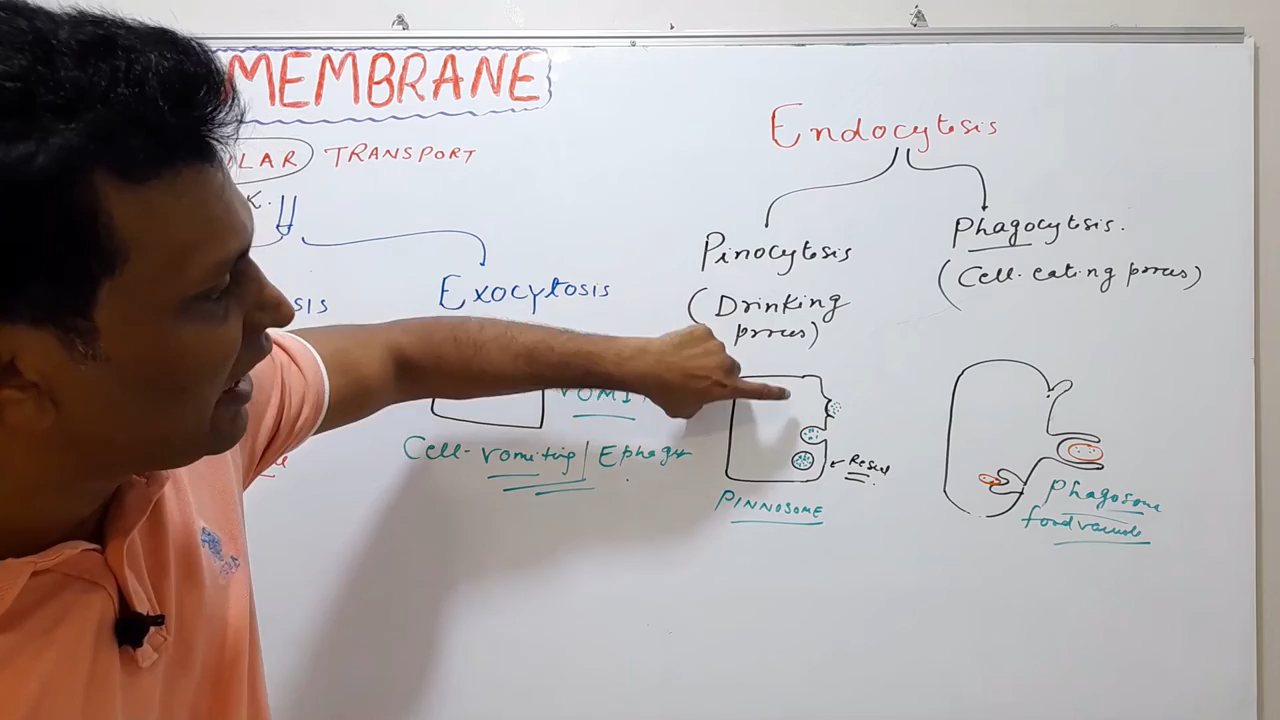 MEMBRANE
LAR TRANSPORT
K.
sis
Exocytosis
VOMI
Cell-vomiting | Ephagy
Endocytosis
Pinocytosis
(Drinking
process)
PINNOSOME
Phagocytosis.
(Cell-eating process)
Phagosome
food vacuole